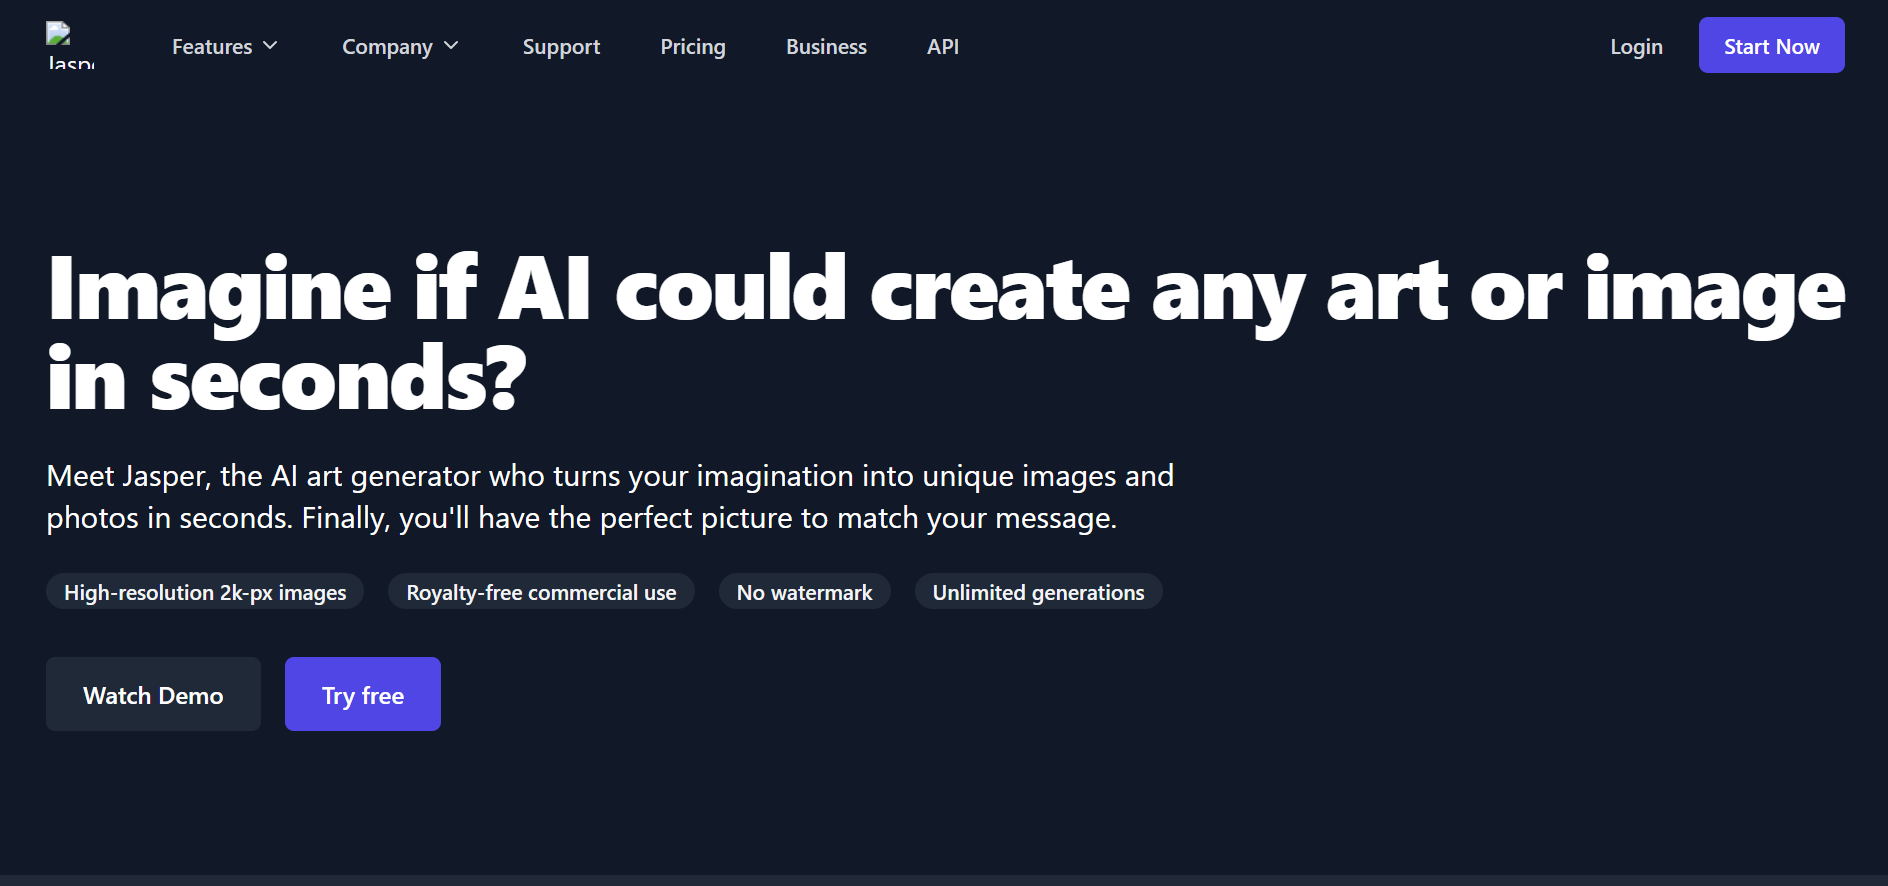 Features
Company
Support
Pricing
Business
API
Login
Start Now
Imagine if AI could create any art or image
in seconds?
Meet Jasper, the AI art generator who turns your imagination into unique images and
photos in seconds. Finally, you'll have the perfect picture to match your message.
High-resolution 2k-px images
Royalty-free commercial use
No watermark
Unlimited generations
Watch Demo
Try free